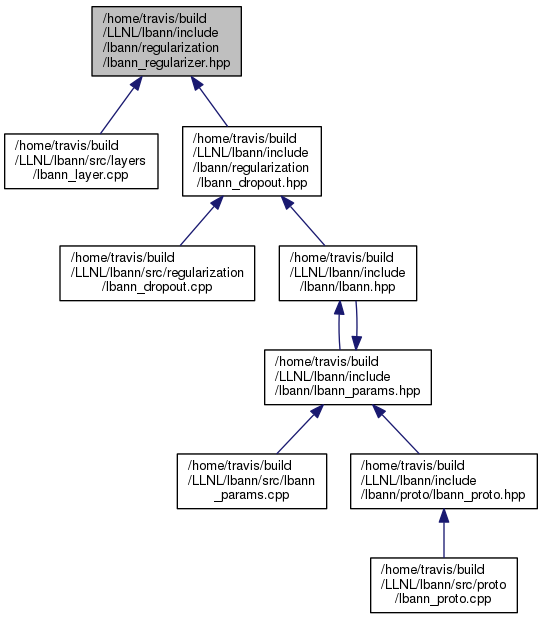 /home/travis/build
/LLNL/lbann/include
/lbann/regularization
/lbann_regularizer.hpp
/home/travis/build
/LLNL/lbann/src/layers
/lbann_layer.cpp
/home/travis/build
/LLNL/lbann/include
/lbann/regularization
/lbann_dropout.hpp
/home/travis/build
/LLNL/lbann/src/regularization
/lbann_dropout.cpp
/home/travis/build
/LLNL/lbann/include
/lbann/lbann.hpp
/home/travis/build
/LLNL/lbann/include
/lbann/lbann_params.hpp
/home/travis/build
/LLNL/lbann/src/lbann
_params.cpp
/home/travis/build
/LLNL/lbann/include
/lbann/proto/lbann_proto.hpp
/home/travis/build
/LLNL/lbann/src/proto
/lbann_proto.cpp